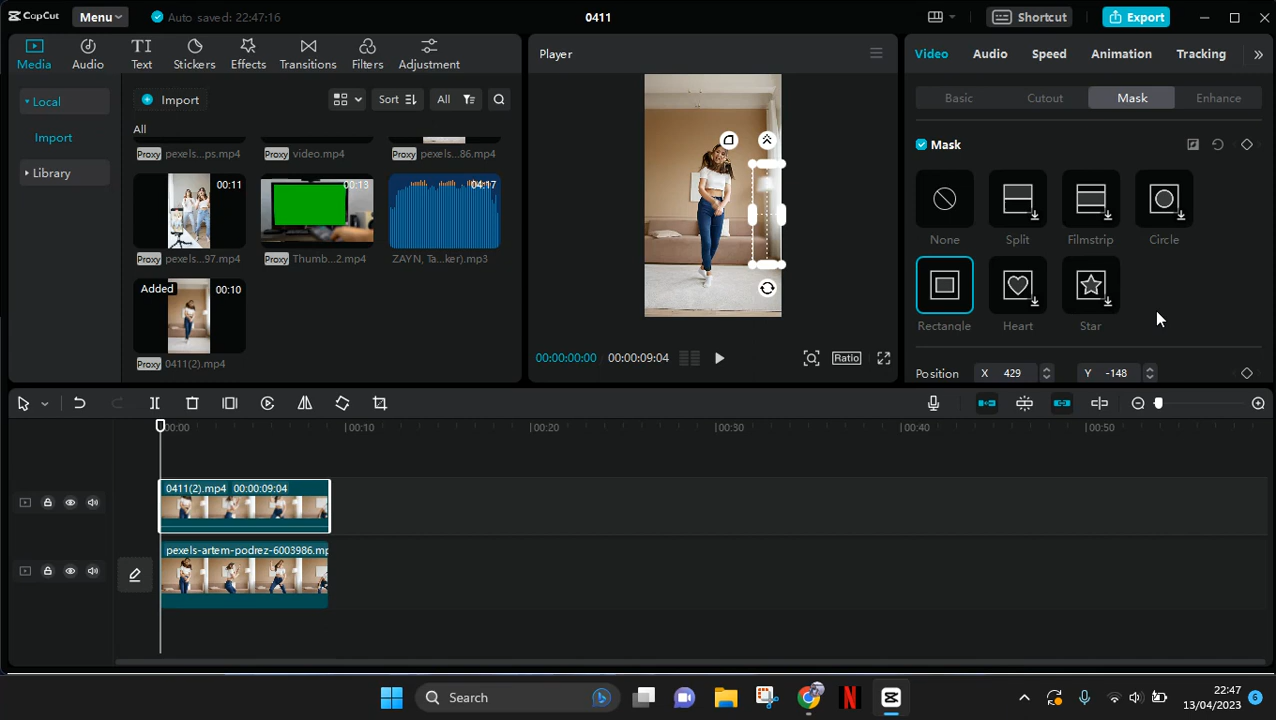 CapCut Menu Auto saved: 22:47:16 0411 Shortcut Export
Media Audio Text Stickers Effects Transitions Filters Adjustment
Local
Import
Library
Import Sort All
All
Proxy pexels...ps.mp4 Proxy video.mp4 Proxy pexels...86.mp4
00:11 00:13 04:17
Proxy pexels...97.mp4 Proxy Thumb...2.mp4 ZAYN, Ta...ker).mp3
Added 00:10
Proxy 0411(2).mp4
Player
00:00:00:00 00:00:09:04 Ratio
Video Audio Speed Animation Tracking
Basic Cutout Mask Enhance
Mask
None Split Filmstrip Circle
Rectangle Heart Star
Position X 429 Y -148
00:00 00:10 00:20 00:30 00:40 00:50
0411(2).mp4 00:00:09:04
pexels-artem-podrez-6003986.mp
Search
22:47
13/04/2023
6